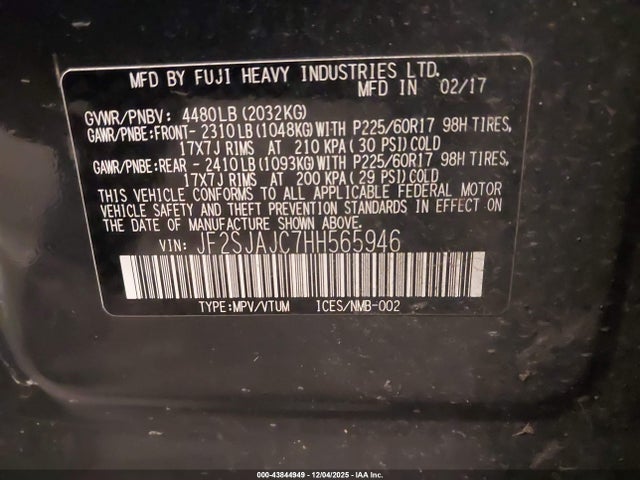 MFD BY FUJI HEAVY INDUSTRIES LTD.
MFD IN 02/17
GVWR/PNBV: 4480LB(2032KG)
GAWR/PNBE:FRONT- 2310LB(1048KG)WITH P225/60R17 98H TIRES,
17X7J RIMS AT 210 KPA(30 PSI)COLD
GAWR/PNBE:REAR - 2410LB(1093KG)WITH P225/60R17 98H TIRES,
17X7J RIMS AT 200 KPA(29 PSI)COLD
THIS VEHICLE CONFORMS TO ALL APPLICABLE FEDERAL MOTOR
VEHICLE SAFETY AND THEFT PREVENTION STANDARDS IN EFFECT ON
THE DATE OF MANUFACTURE SHOWN ABOVE.
VIN: JF2SJAJC7HH565946
TYPE:MPV/VTUM ICES/NMB-002
000-43844949 - 12/04/2025 - IAA Inc.